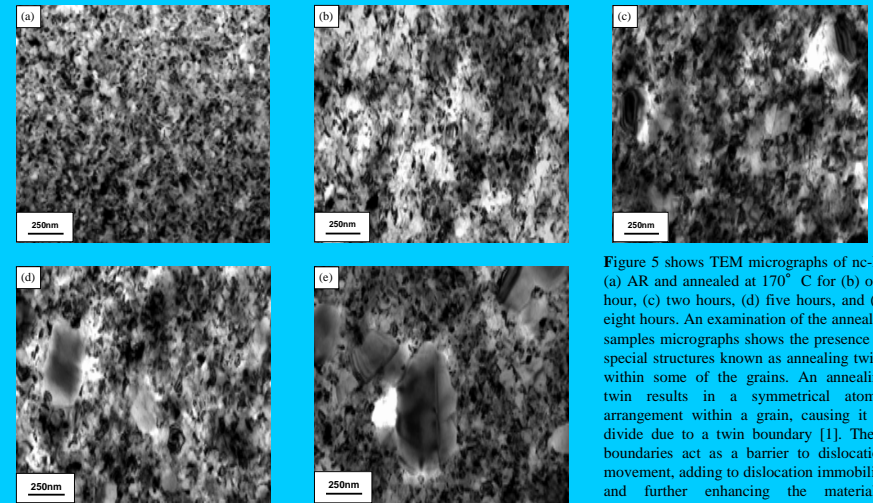 (a)
250nm
(b)
250nm
(c)
250nm
(d)
250nm
(e)
250nm
Figure 5 shows TEM micrographs of nc-
(a) AR and annealed at 170° C for (b) o
hour, (c) two hours, (d) five hours, and (
eight hours. An examination of the anneal
samples micrographs shows the presence
special structures known as annealing twi
within some of the grains. An anneali
twin results in a symmetrical atom
arrangement within a grain, causing it
divide due to a twin boundary [1]. The
boundaries act as a barrier to dislocatio
movement, adding to dislocation immobili
and further enhancing the materia